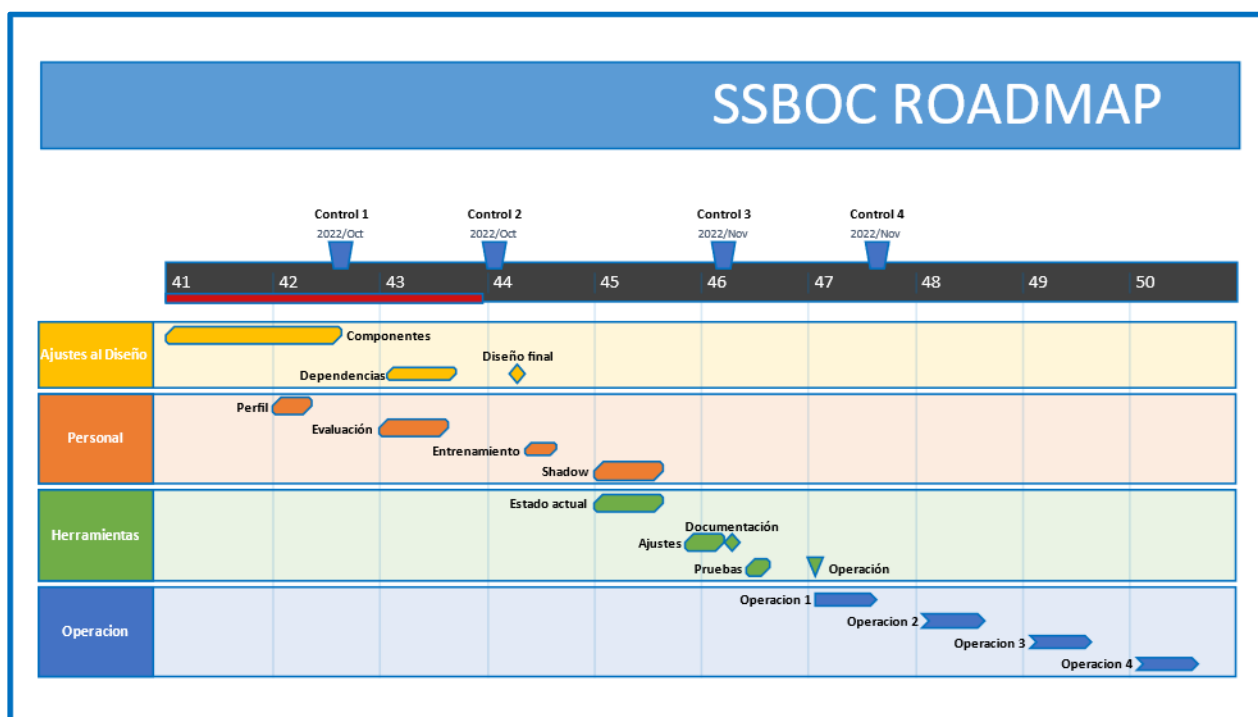 SSBOC ROADMAP
Control 1
2022/Oct
Control 2
2022/Oct
Control 3
2022/Nov
Control 4
2022/Nov
41 42 43 44 45 46 47 48 49 50
Ajustes al Diseño
Componentes
Diseño final
Dependencias
Personal
Perfil
Evaluación
Entrenamiento
Shadow
Herramientas
Estado actual
Documentación
Ajustes
Pruebas
Operación
Operacion
Operacion 1
Operacion 2
Operacion 3
Operacion 4